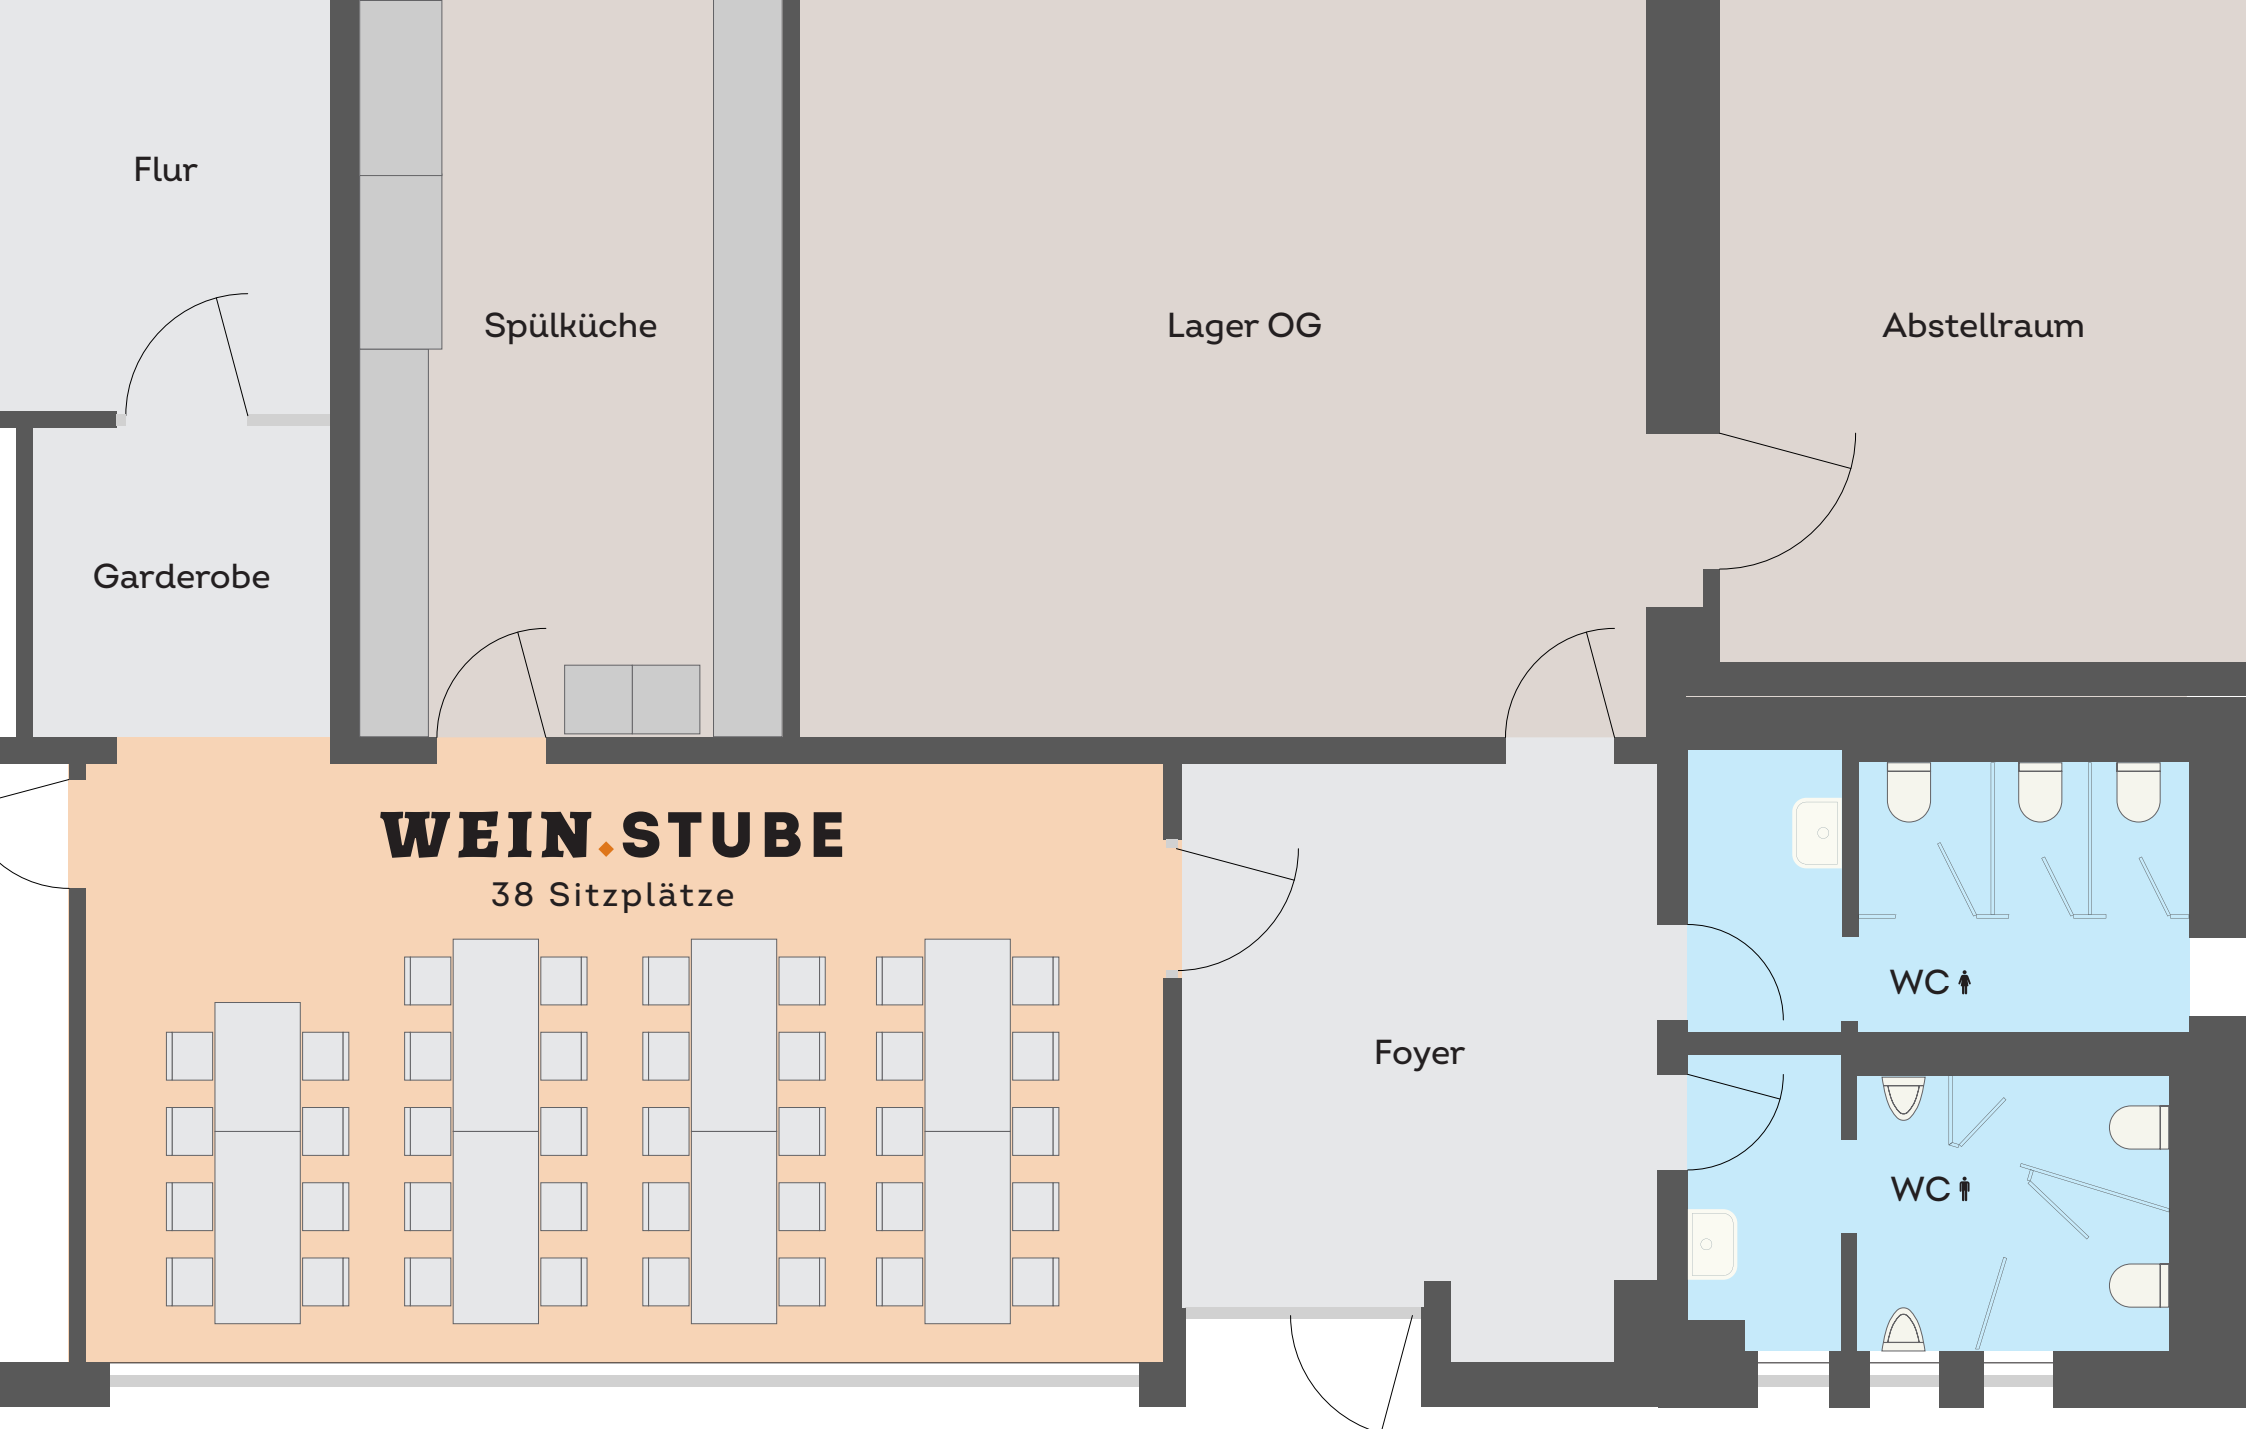 Flur
Spülküche
Lager OG
Abstellraum
Garderobe
WEIN.STUBE
38 Sitzplätze
WC
Foyer
WC